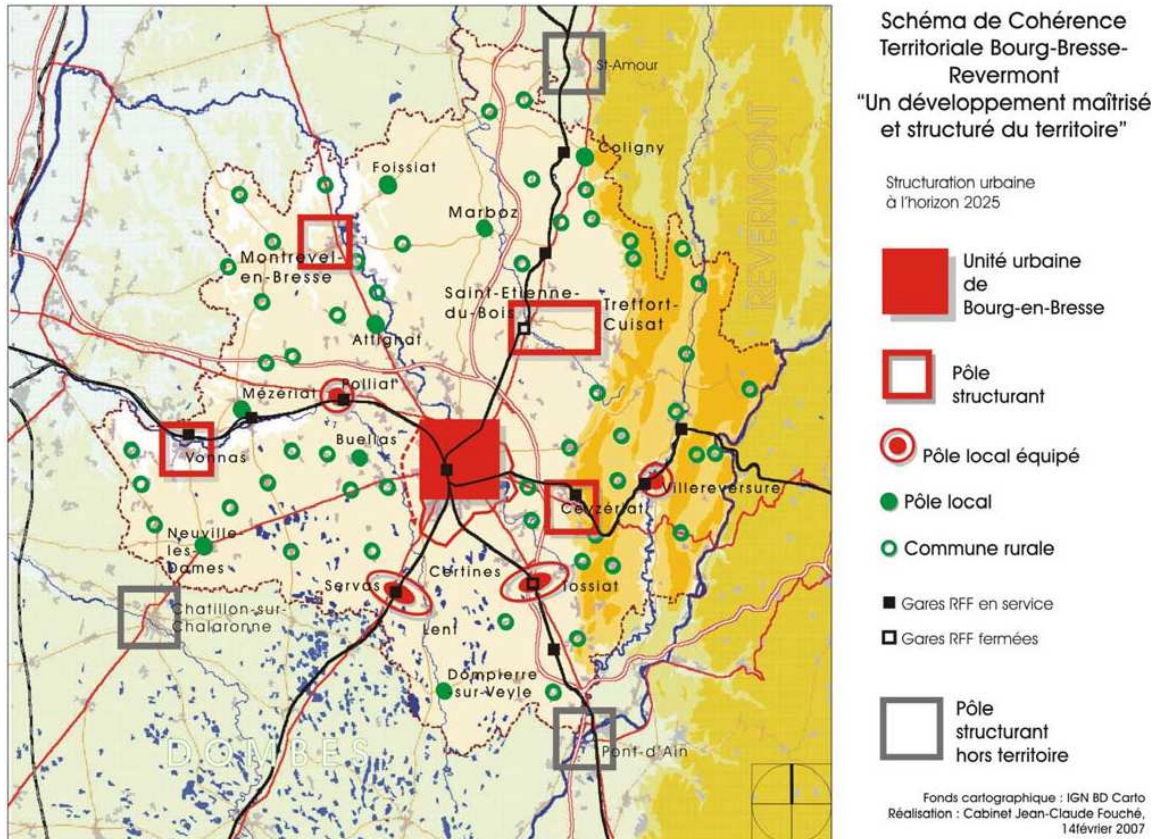 Schéma de Cohérence
Territoriale Bourg-Bresse-
Revermont
"Un développement maîtrisé
et structuré du territoire"
Structuration urbaine
à l'horizon 2025
Unité urbaine
de
Bourg-en-Bresse
Pôle
structurant
Pôle local équipé
Pôle local
Commune rurale
Gares RFF en service
Gares RFF fermées
Pôle
structurant
hors territoire
Fonds cartographique : IGN BD Carto
Réalisation : Cabinet Jean-Claude Fouché,
14février 2007
St-Amour
Coligny
Foissiat
Marboz
REVERMONT
Montrevel-
en-Bresse
Saint-Etienne-
du-Bois
Treffort-
Cuisat
Attignat
Polliat
Mézériat
Buellas
Vonnas
Villereversure
Ceyzériat
Neuville-
les-
Dames
Servas
Certines
Tossiat
Chatillon-sur-
Chalaronne
Lent
Dompierre
-sur-Veyle
DOMBES
Pont-d'Ain